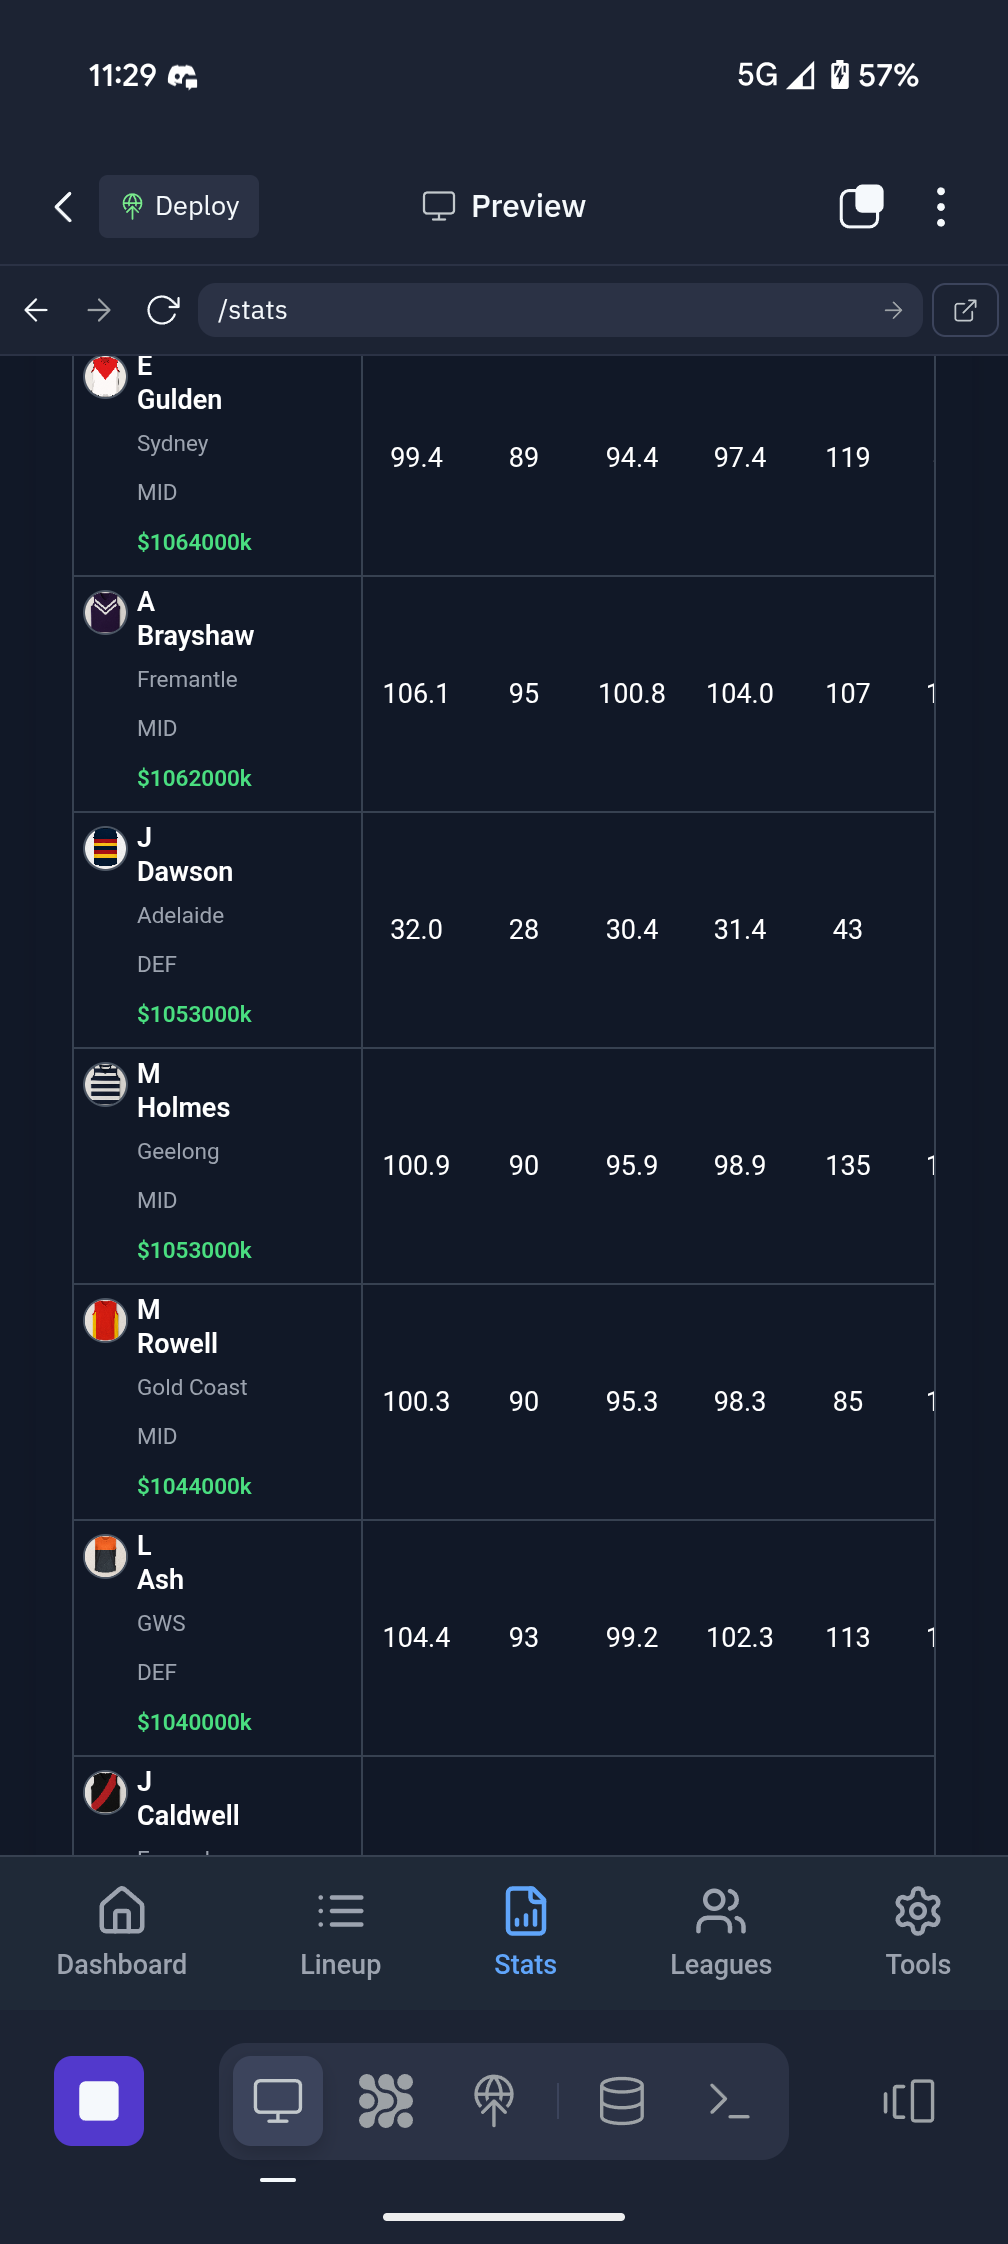 11:29 5G 57%
Deploy Preview
/stats
E
Gulden
Sydney
99.4 89 94.4 97.4 119
MID
$1064000k
A
Brayshaw
Fremantle
106.1 95 100.8 104.0 107 1
MID
$1062000k
J
Dawson
Adelaide
32.0 28 30.4 31.4 43
DEF
$1053000k
M
Holmes
Geelong
100.9 90 95.9 98.9 135 1
MID
$1053000k
M
Rowell
Gold Coast
100.3 90 95.3 98.3 85 1
MID
$1044000k
L
Ash
GWS
104.4 93 99.2 102.3 113 1
DEF
$1040000k
J
Caldwell
Dashboard Lineup Stats Leagues Tools